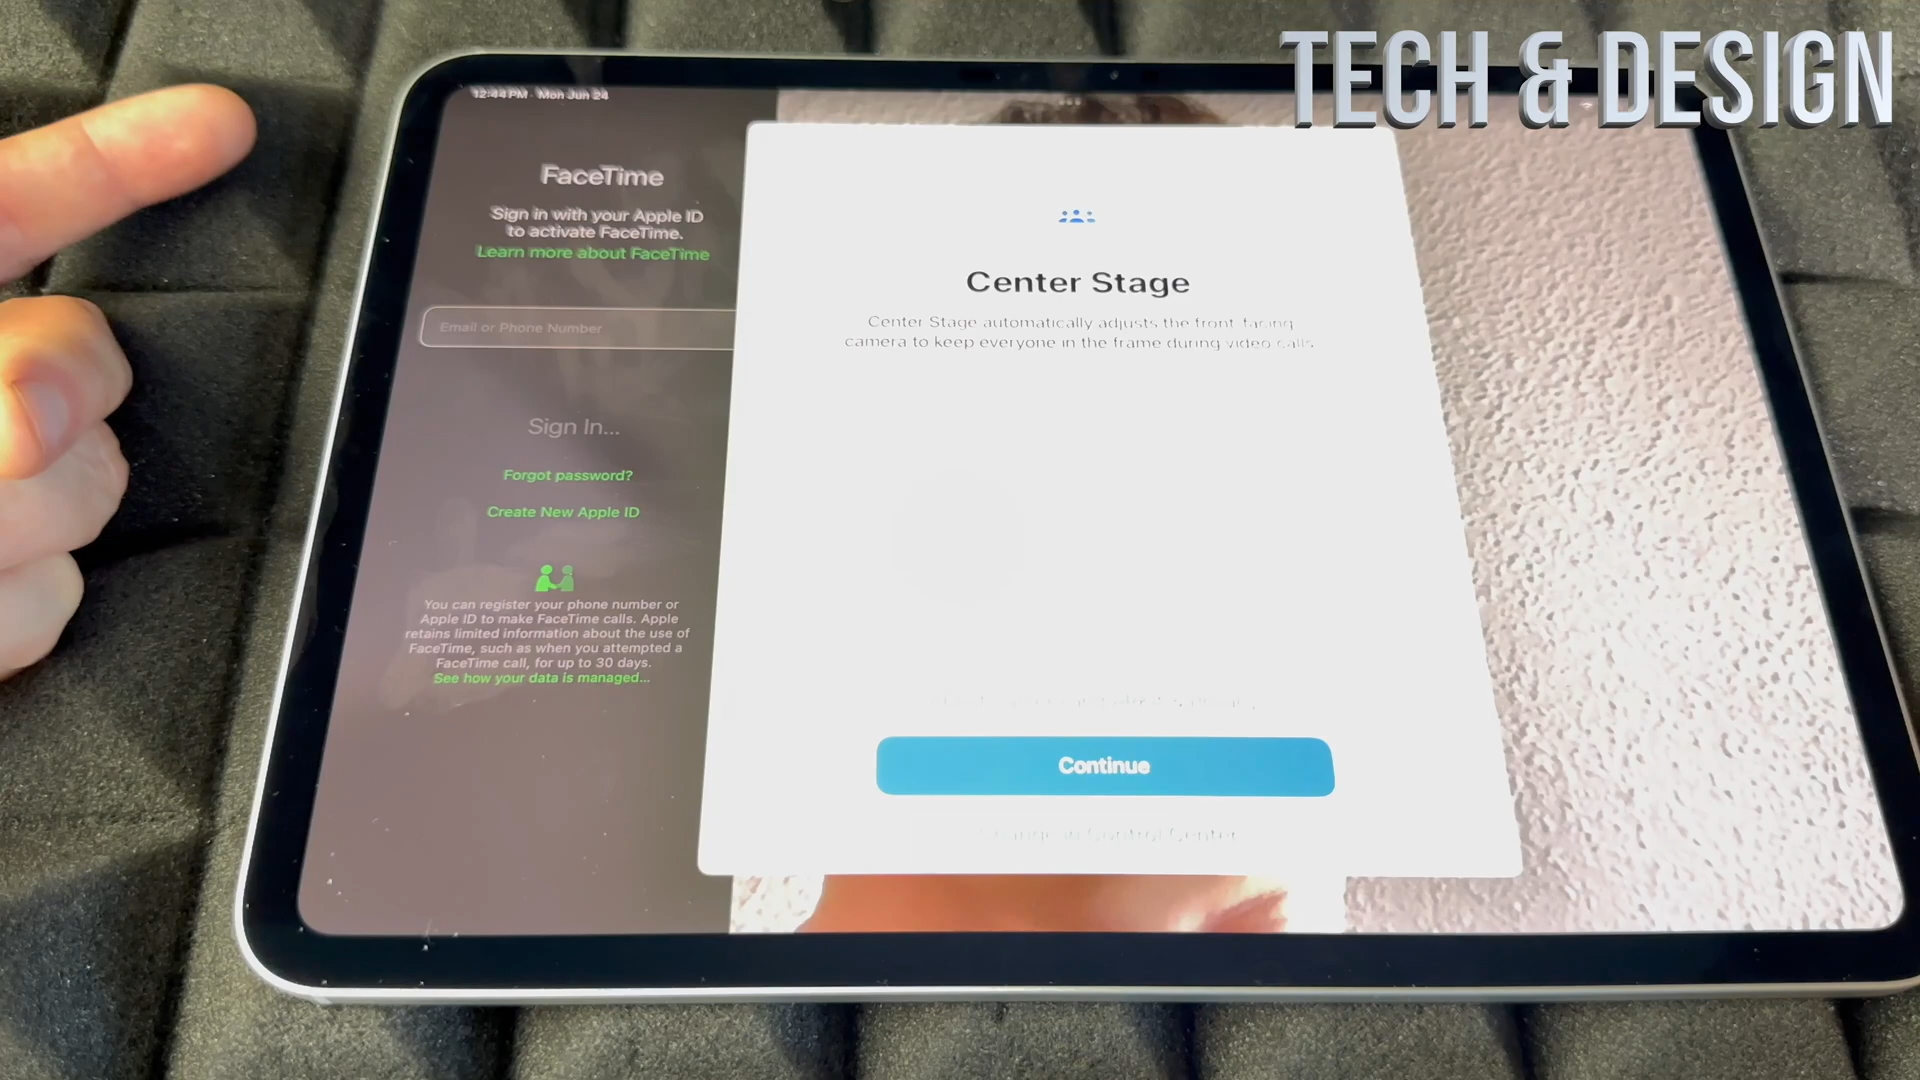 TECH & DESIGN
12:44 PM Mon Jun 24
FaceTime
Sign in with your Apple ID
to activate FaceTime.
Learn more about FaceTime
Email or Phone Number
Sign In...
Forgot password?
Create New Apple ID
You can register your phone number or
Apple ID to make FaceTime calls. Apple
retains limited information about the use of
FaceTime, such as when you attempted a
FaceTime call, for up to 30 days.
See how your data is managed...
Center Stage
Center Stage automatically adjusts the front-facing
camera to keep everyone in the frame during video calls.
Continue
Change in Control Center